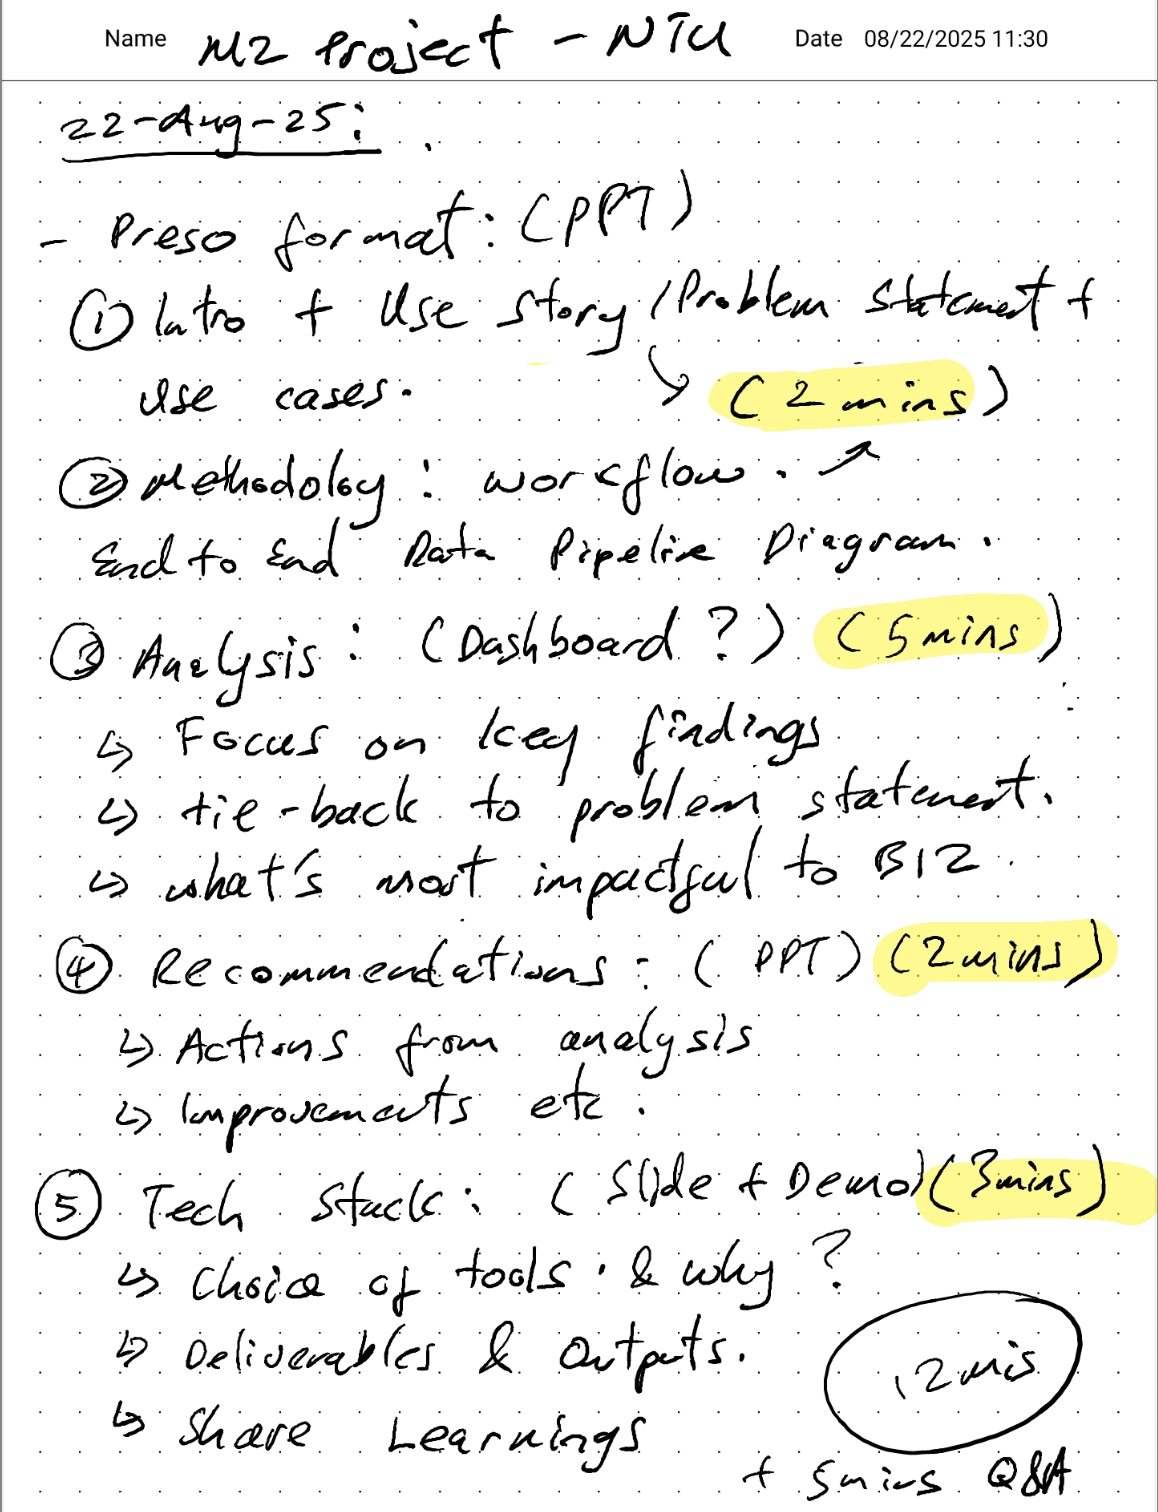 Name M2 Project - NTU Date 08/22/2025 11:30
22-Aug-25:
- Preso format: (PPT)
① Intro + Use Story / Problem Statement +
use cases. ↘ (2 mins)
② Methodology: workflow. ↗
End to End Data Pipeline Diagram.
③ Analysis: (Dashboard?) (5 mins)
↳ Focus on key findings
↳ tie-back to problem statement.
↳ what's most impactful to BIZ.
④ Recommendations: (PPT) (2 mins)
↳ Actions from analysis
↳ Improvements etc.
⑤ Tech Stack: (Slide + Demo) (3 mins)
↳ Choice of tools. & why?
↳ Deliverables & Outputs.
↳ Share Learnings
12 mis
+ 5 mins Q&A